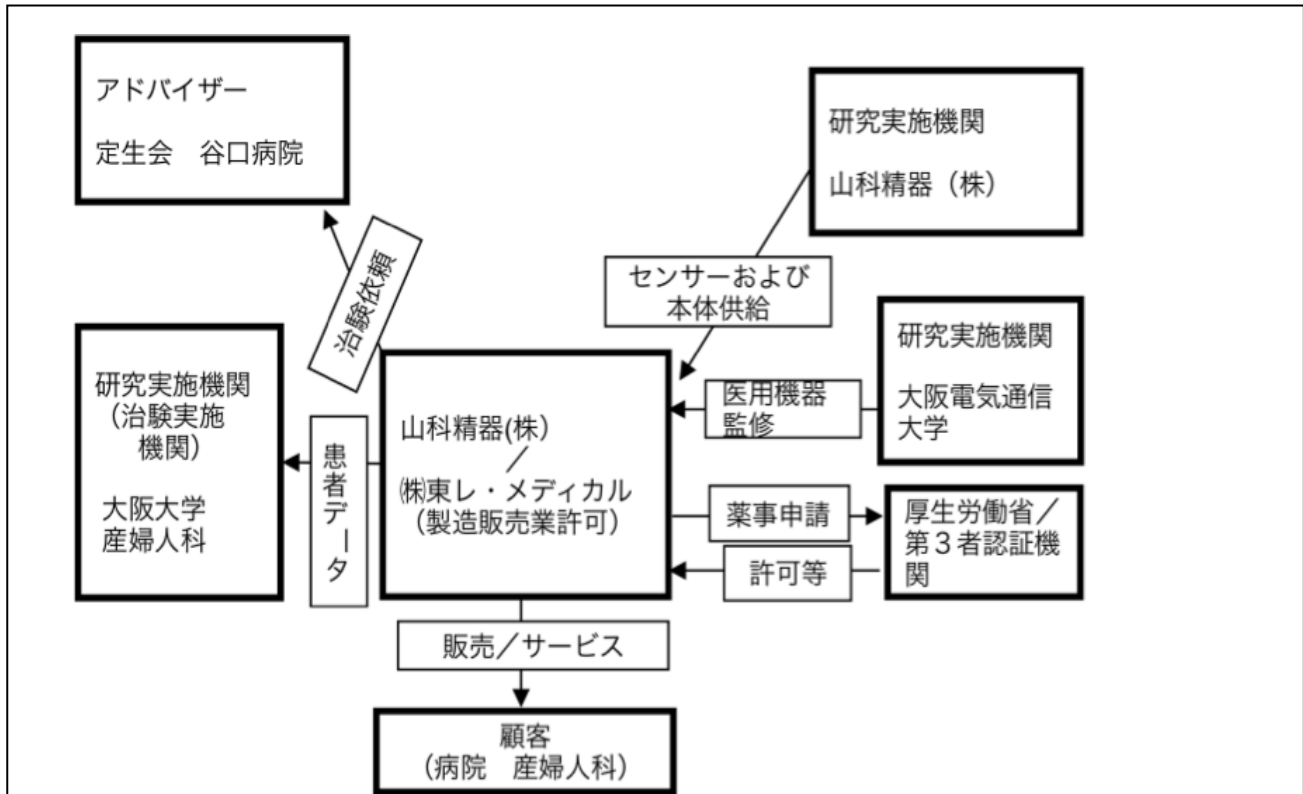 アドバイザー
定生会　谷口病院
研究実施機関
山科精器（株）
治験依頼
センサーおよび
本体供給
研究実施機関
（治験実施
機関）
大阪大学
産婦人科
患者データ
山科精器(株）
／
㈱東レ・メディカル
（製造販売業許可）
医用機器
監修
研究実施機関
大阪電気通信
大学
薬事申請
許可等
厚生労働省／
第３者認証機
関
販売／サービス
顧客
（病院　産婦人科）